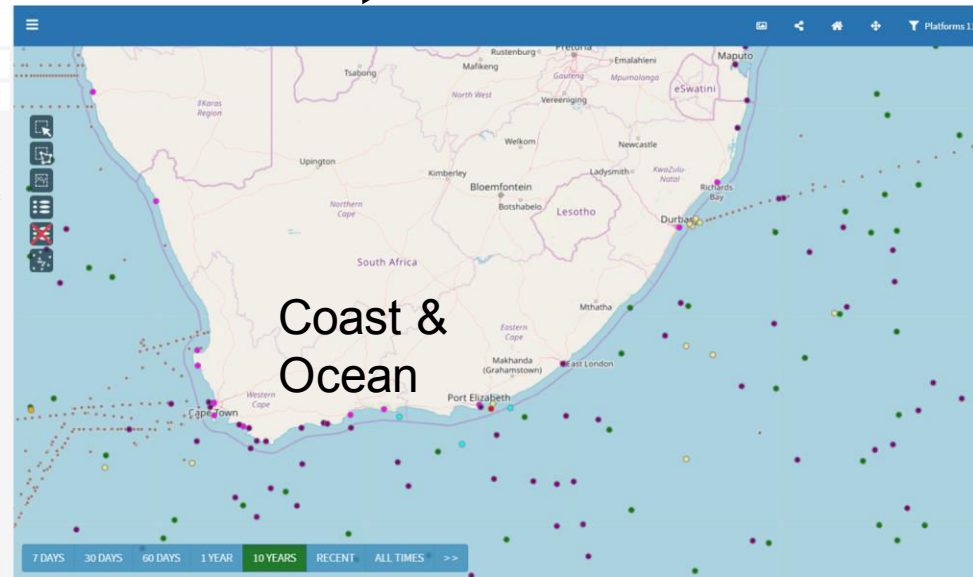 Platforms
Rustenburg
Pretoria
Emalahleni
Maputo
Tsabong
Mafikeng
Gauteng
Mpumalanga
eSwatini
North West
Vereeniging
ǁKaras
Region
Welkom
Newcastle
Upington
Kimberley
Ladysmith
KwaZulu-
Natal
Bloemfontein
Richards
Bay
Northern
Cape
Botshabelo
Lesotho
South Africa
Coast &
Ocean
Mthatha
Eastern
Cape
Makhanda
(Grahamstown)
East London
Western
Cape
Port Elizabeth
Cape Town
7 DAYS 30 DAYS 60 DAYS 1 YEAR 10 YEARS RECENT ALL TIMES >>